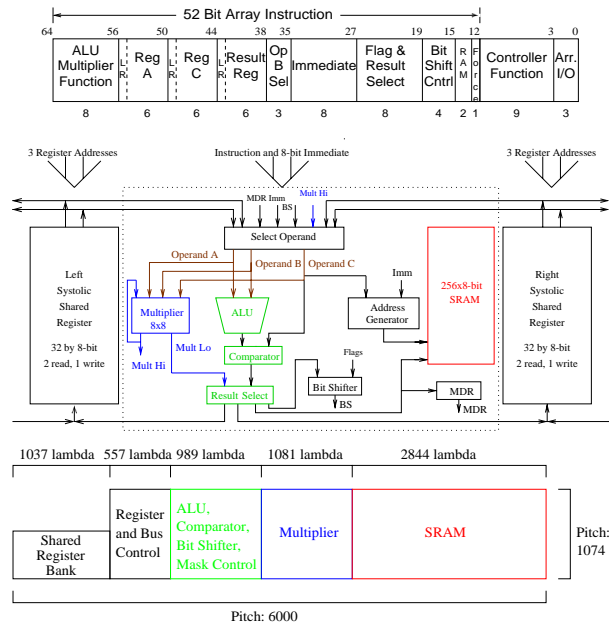 52 Bit Array Instruction
64 56 50 44 38 35 27 19 15 12 3 0
ALU Multiplier Function
LR
Reg A
LR
Reg C
LR
Result Reg
Op B Sel
Immediate
Flag & Result Select
Bit Shift Cntrl
RAM
Force
Controller Function
Arr. I/O
8 6 6 6 3 8 8 4 2 1 9 3
3 Register Addresses
Instruction and 8-bit Immediate
3 Register Addresses
MDR Imm
BS
Mult Hi
Select Operand
Left
Systolic
Shared
Register
32 by 8-bit
2 read, 1 write
Operand A
Operand B
Operand C
Multiplier
8x8
ALU
Imm
Address
Generator
256x8-bit
SRAM
Right
Systolic
Shared
Register
32 by 8-bit
2 read, 1 write
Mult Lo
Mult Hi
Comparator
Flags
Bit Shifter
BS
Result Select
MDR
MDR
1037 lambda 557 lambda 989 lambda 1081 lambda 2844 lambda
Shared
Register
Bank
Register
and Bus
Control
ALU,
Comparator,
Bit Shifter,
Mask Control
Multiplier
SRAM
Pitch:
1074
Pitch: 6000